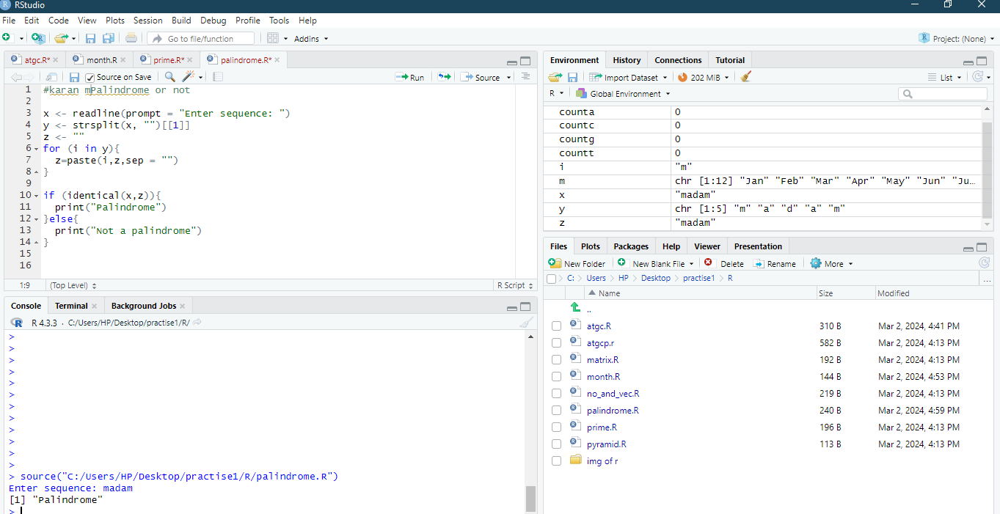 RStudio
File Edit Code View Plots Session Build Debug Profile Tools Help
Go to file/function Addins Project: (None)
atgc.R* month.R prime.R* palindrome.R*
Source on Save Run Source
1 #karan mPalindrome or not
2
3 x <- readline(prompt = "Enter sequence: ")
4 y <- strsplit(x, "")[[1]]
5 z <- ""
6 for (i in y){
7 z=paste(i,z,sep = "")
8 }
9
10 if (identical(x,z)){
11 print("Palindrome")
12 }else{
13 print("Not a palindrome")
14 }
15
16
1:9 (Top Level) R Script
Console Terminal Background Jobs
R 4.3.3 · C:/Users/HP/Desktop/practise1/R/
>
>
>
>
>
>
>
>
>
>
>
>
> source("C:/Users/HP/Desktop/practise1/R/palindrome.R")
Enter sequence: madam
[1] "Palindrome"
>
Environment History Connections Tutorial
Import Dataset 202 MiB List
R Global Environment
counta 0
countc 0
countg 0
countt 0
i "m"
m chr [1:12] "Jan" "Feb" "Mar" "Apr" "May" "Jun" "Ju…
x "madam"
y chr [1:5] "m" "a" "d" "a" "m"
z "madam"
Files Plots Packages Help Viewer Presentation
New Folder New Blank File Delete Rename More
C: Users HP Desktop practise1 R ...
Name Size Modified
..
atgc.R 310 B Mar 2, 2024, 4:41 PM
atgcp.r 582 B Mar 2, 2024, 4:13 PM
matrix.R 192 B Mar 2, 2024, 4:13 PM
month.R 144 B Mar 2, 2024, 4:53 PM
no_and_vec.R 219 B Mar 2, 2024, 4:13 PM
palindrome.R 240 B Mar 2, 2024, 4:59 PM
prime.R 196 B Mar 2, 2024, 4:13 PM
pyramid.R 113 B Mar 2, 2024, 4:13 PM
img of r